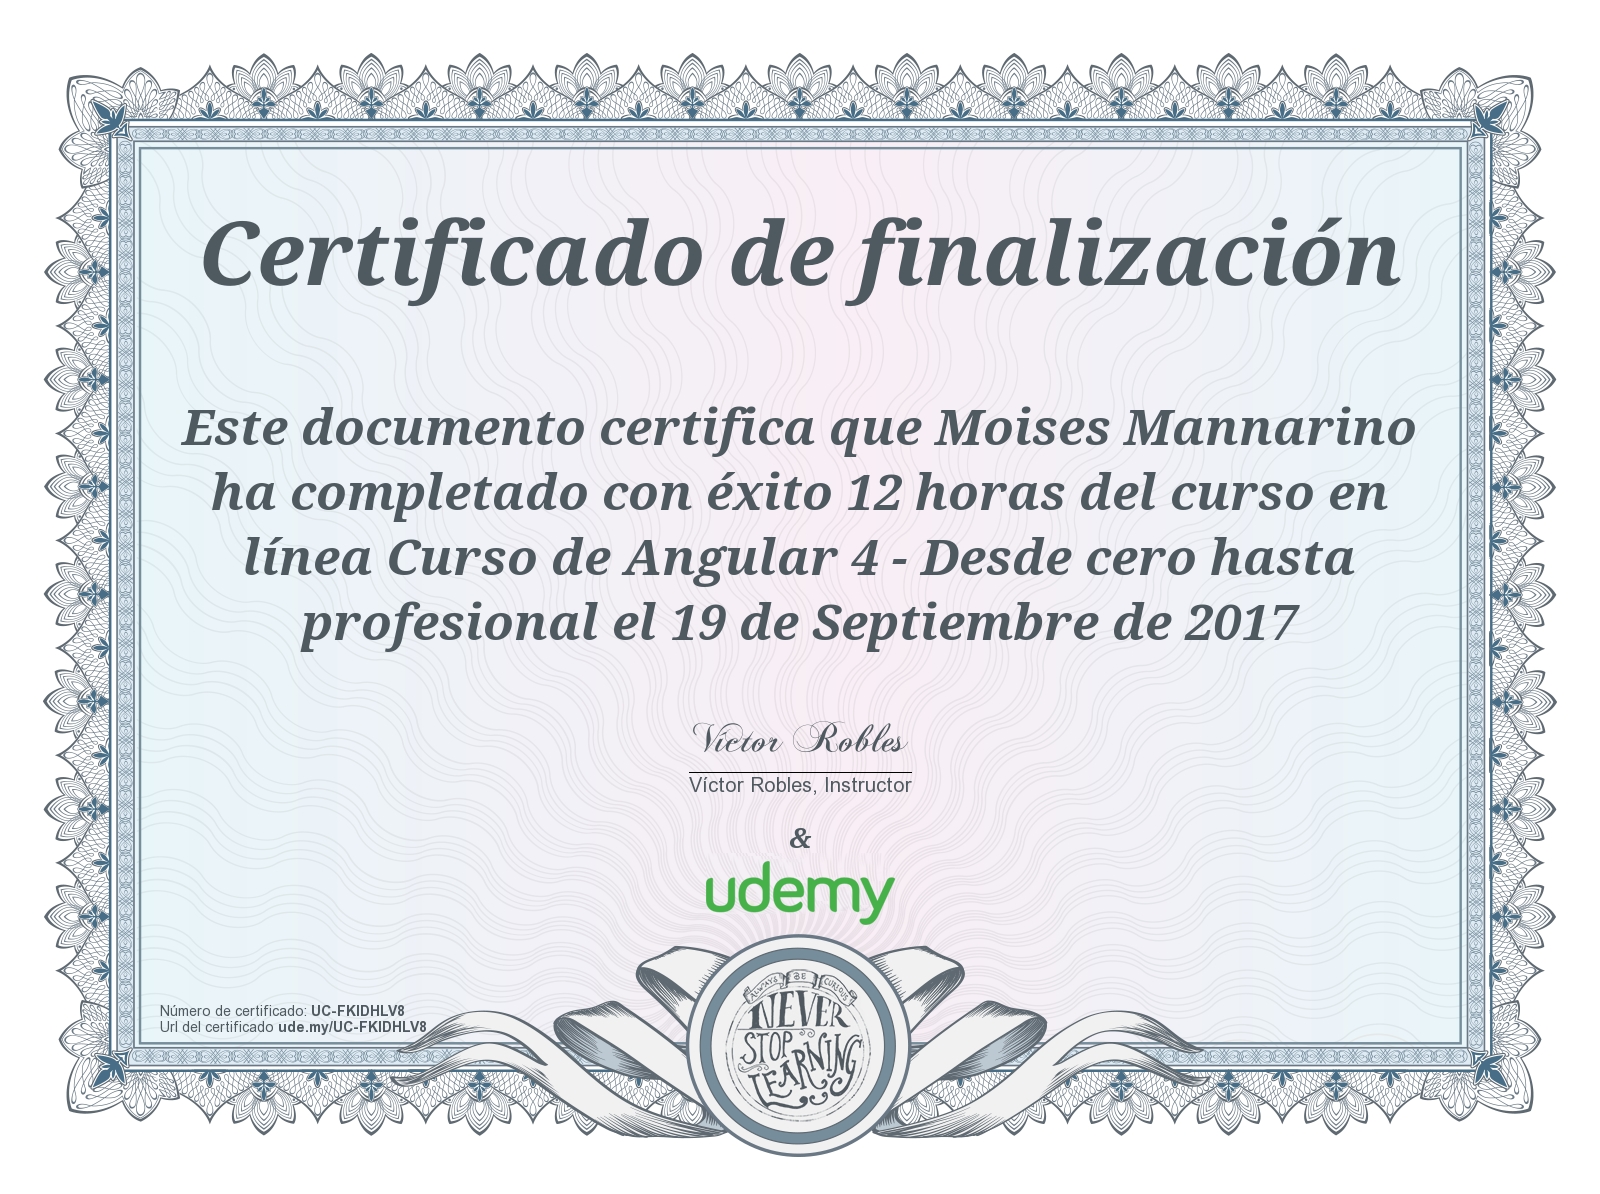 Certificado de finalización
Este documento certifica que Moises Mannarino
ha completado con éxito 12 horas del curso en
línea Curso de Angular 4 - Desde cero hasta
profesional el 19 de Septiembre de 2017
Víctor Robles
Víctor Robles, Instructor
&
udemy
ALWAYS BE CURIOUS
NEVER
STOP
LEARNING
Número de certificado: UC-FKIDHLV8
Url del certificado ude.my/UC-FKIDHLV8